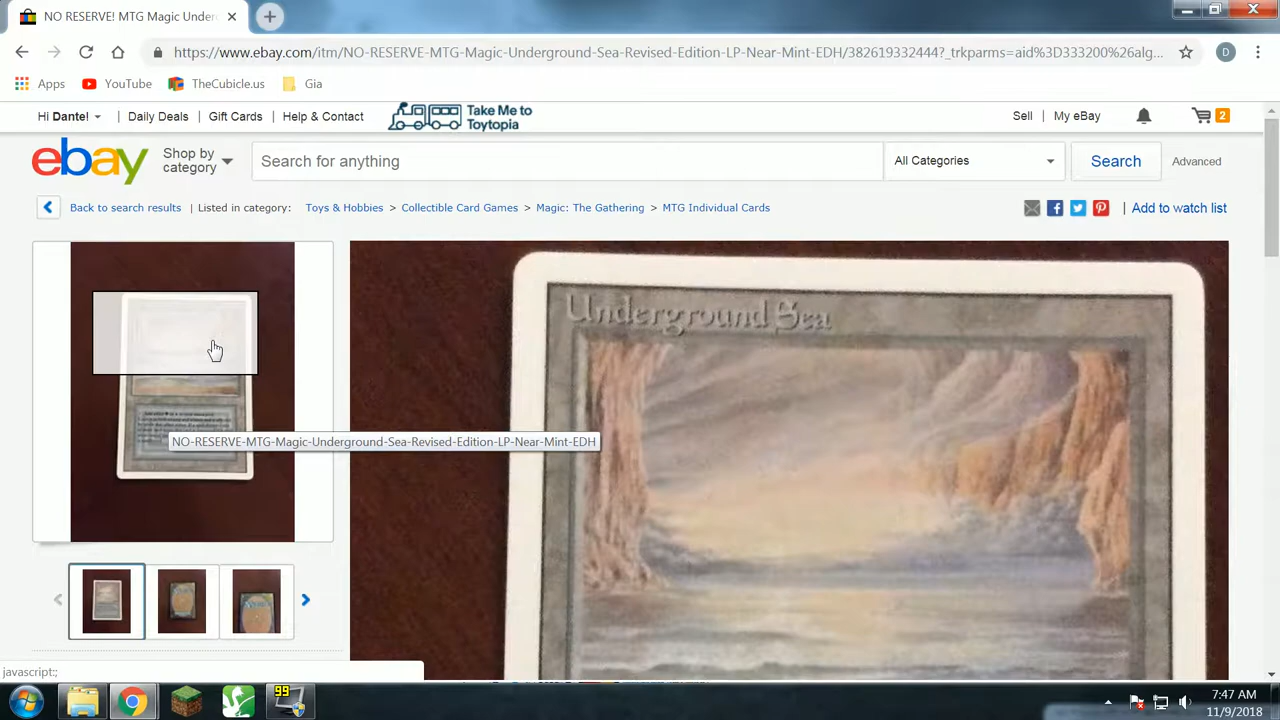 NO RESERVE! MTG Magic Under
https://www.ebay.com/itm/NO-RESERVE-MTG-Magic-Underground-Sea-Revised-Edition-LP-Near-Mint-EDH/382619332444?_trkparms=aid%3D333200%26alg...
D
Apps YouTube TheCubicle.us Gia
Hi Dante! | Daily Deals | Gift Cards | Help & Contact Take Me to Toytopia Sell | My eBay 2
ebay Shop by category Search for anything All Categories Search Advanced
Back to search results | Listed in category: Toys & Hobbies > Collectible Card Games > Magic: The Gathering > MTG Individual Cards | Add to watch list
Underground Sea
NO-RESERVE-MTG-Magic-Underground-Sea-Revised-Edition-LP-Near-Mint-EDH
javascript:;
99
7:47 AM
11/9/2018